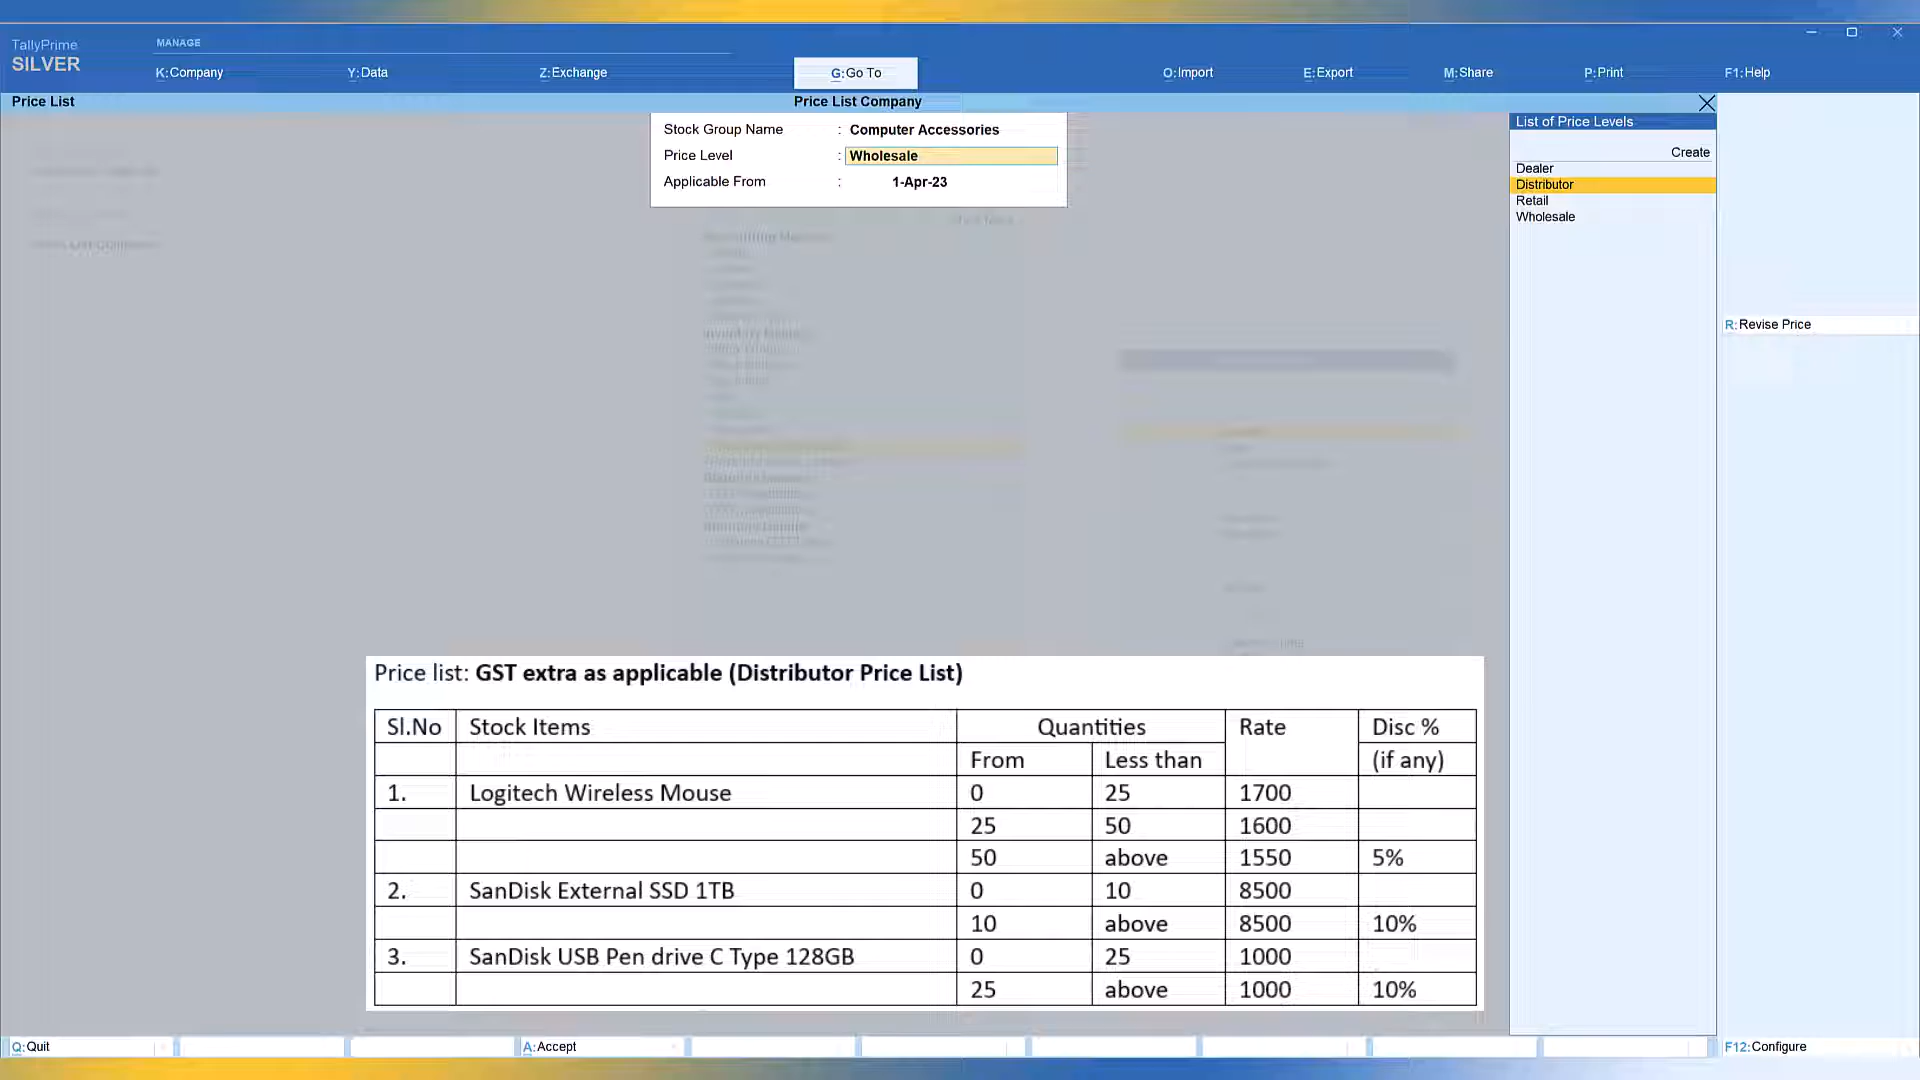 TallyPrime
SILVER
MANAGE
K:Company Y:Data Z:Exchange G:Go To O:Import E:Export M:Share P:Print F1:Help
Price List Price List Company
Stock Group Name : Computer Accessories
Price Level : Wholesale
Applicable From : 1-Apr-23
List of Price Levels
Create
Dealer
Distributor
Retail
Wholesale
R:Revise Price
Price list: GST extra as applicable (Distributor Price List)
Sl.No Stock Items Quantities Rate Disc %
From Less than (if any)
1. Logitech Wireless Mouse 0 25 1700
25 50 1600
50 above 1550 5%
2. SanDisk External SSD 1TB 0 10 8500
10 above 8500 10%
3. SanDisk USB Pen drive C Type 128GB 0 25 1000
25 above 1000 10%
Q:Quit A:Accept F12:Configure